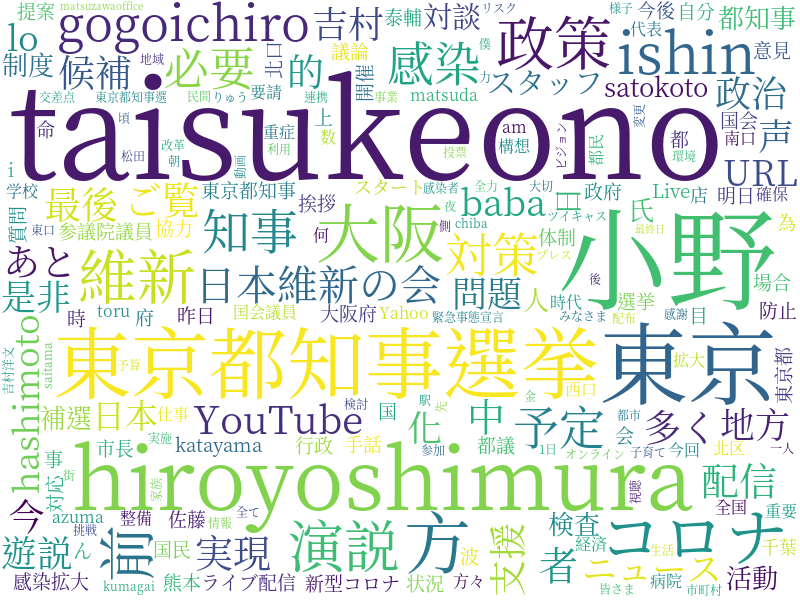 提案 matsuzawaoffice 様子 今後 自分 リスク
gogoichiro 吉村 泰輔 対談 僕 代表 都知事
lo 北口 議論 感染 力 政策 ishin 意見
制度 候補 必要 的 開催 スタッフ
地域 matsuda satokoto 政治
交差点 東京都知事選 民間 りゅう 要請 連携 事業 国会 声
命 頃 重症 上 am 変更 都 南口
taisukeono
i 松田 改革 朝 動画 利用 数 構想 投票 ビジョン 都民 環境 URL
学校 最後 ご覧 東京都知事 スタート 感染者 全力 大切 政府 Live 店 明日 確保
質問 東口 参議院議員 協力 挨拶 baba 日 ツイキャス 氏 為
あと 知事 何 大阪 夜 側 chiba 体制 小野 最終日
維新 日本維新の会 対策 プレス 人 時代 場合
是非 toru 国会議員 問題 後 選挙
時 府 昨日 大阪府 Yahoo 緊急事態宣言 みなさま 配布 感謝 目 防止
吉村洋文 saitama hashimoto 予算 東京都知事選挙 西口 東京 拡大 東京都
補選 日本 仕事 YouTube 駅 検討 国 中 先 予定 金 都市 多く 地方
事 市長 実施 katayama 行政 手話 化 参加 都議 会 1日 オンライン 今回 子育て 北区 一人
hiroyoshimura
今 対応 街 家族 配信
azuma 整備 佐藤 全て 情報 演説 方 支援 検査 視聴 全国 重要
遊説 挑戦 ん 国民 前 実現 波 者 経済 生活 コロナ 千葉
感染拡大 kumagai 熊本 ライブ配信 新型コロナ 状況 方々 皆さま ニュース 病院 市町村 活動